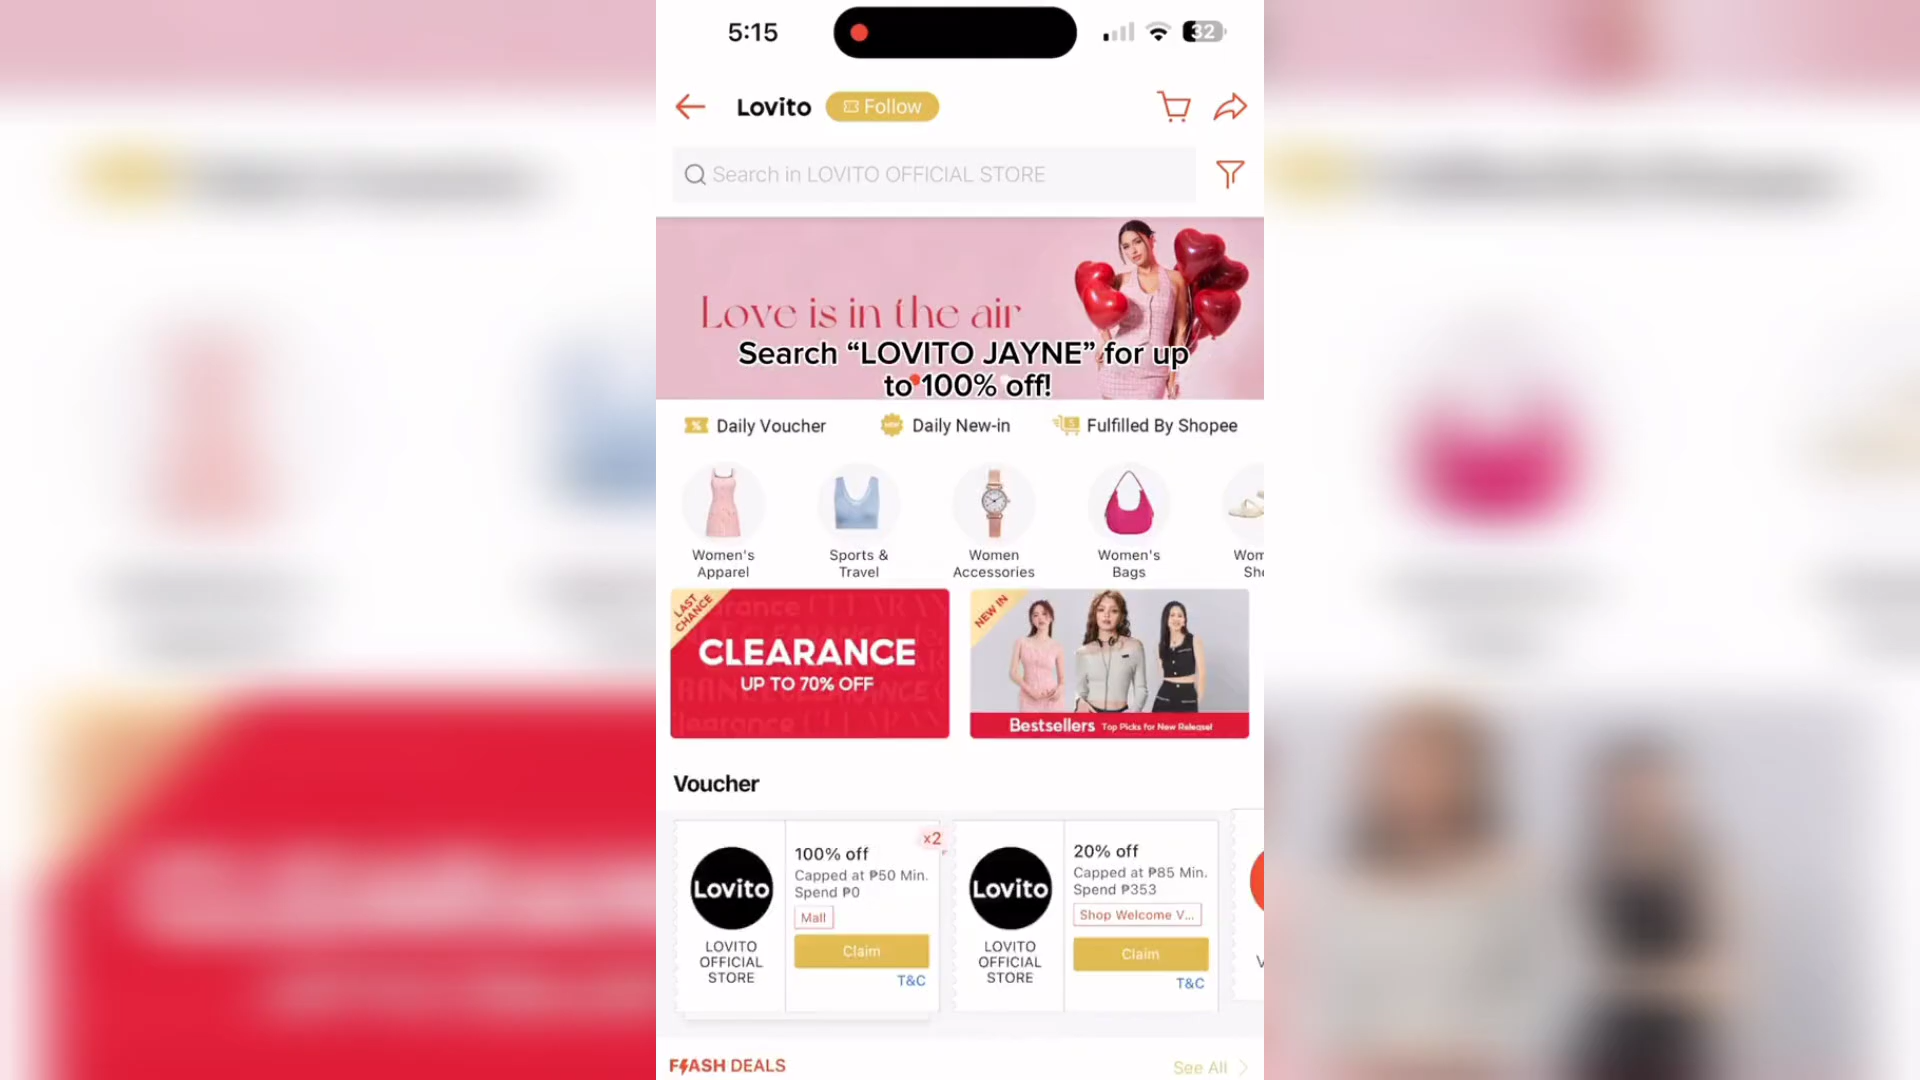 5:15
32
Lovito
Follow
Search in LOVITO OFFICIAL STORE
Love is in the air
Search “LOVITO JAYNE” for up
to 100% off!
Daily Voucher
NEW
Daily New-in
Fulfilled By Shopee
Women's
Apparel
Sports &
Travel
Women
Accessories
Women's
Bags
Wom
Sh
LAST
CHANCE
CLEARANCE
UP TO 70% OFF
NEW IN
Bestsellers Top Picks for New Release!
Voucher
x2
Lovito
LOVITO
OFFICIAL
STORE
100% off
Capped at ₱50 Min.
Spend ₱0
Mall
Claim
T&C
Lovito
LOVITO
OFFICIAL
STORE
20% off
Capped at ₱85 Min.
Spend ₱353
Shop Welcome V...
Claim
T&C
FLASH DEALS
See All